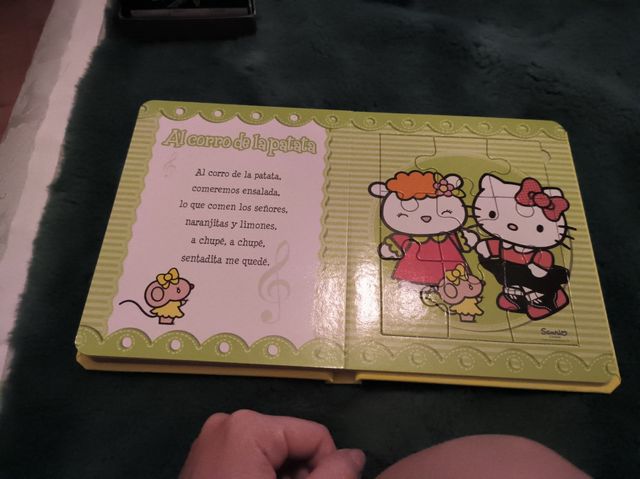 Al corro de la patata
Al corro de la patata,
comeremos ensalada,
lo que comen los señores,
naranjitas y limones,
a chupé, a chupé,
sentadita me quedé.
Sanrio